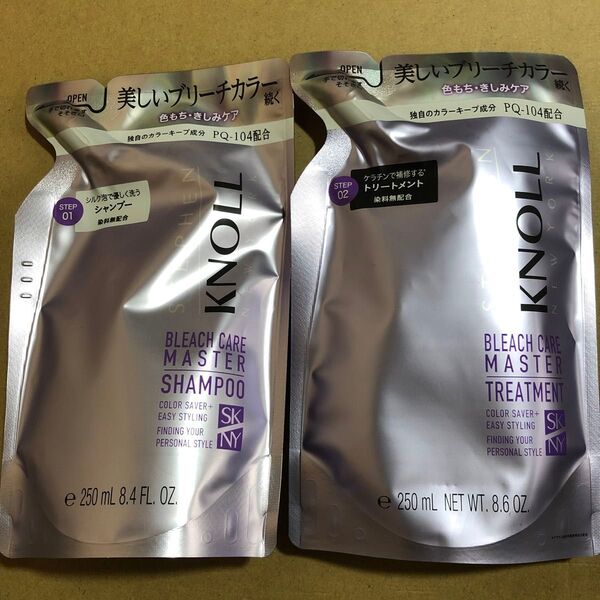 OPEN
美しいブリーチカラー
続く
色もち・きしみケア
独自のカラーキープ成分 PQ-104配合
STEP
01
シルク泡で優しく洗う
シャンプー
染料無配合
STEPHEN
KNOLL
NEW YORK
BLEACH CARE
MASTER
SHAMPOO
COLOR SAVER+
EASY STYLING
FINDING YOUR
PERSONAL STYLE
SK
NY
℮ 250 mL 8.4 FL. OZ.
OPEN
美しいブリーチカラー
続く
色もち・きしみケア
独自のカラーキープ成分 PQ-104配合
STEP
02
ケラチンで補修する
トリートメント
染料無配合
KNOLL
NEW YORK
BLEACH CARE
MASTER
TREATMENT
COLOR SAVER+
EASY STYLING
FINDING YOUR
PERSONAL STYLE
SK
NY
℮ 250 mL NET WT. 8.6 OZ.